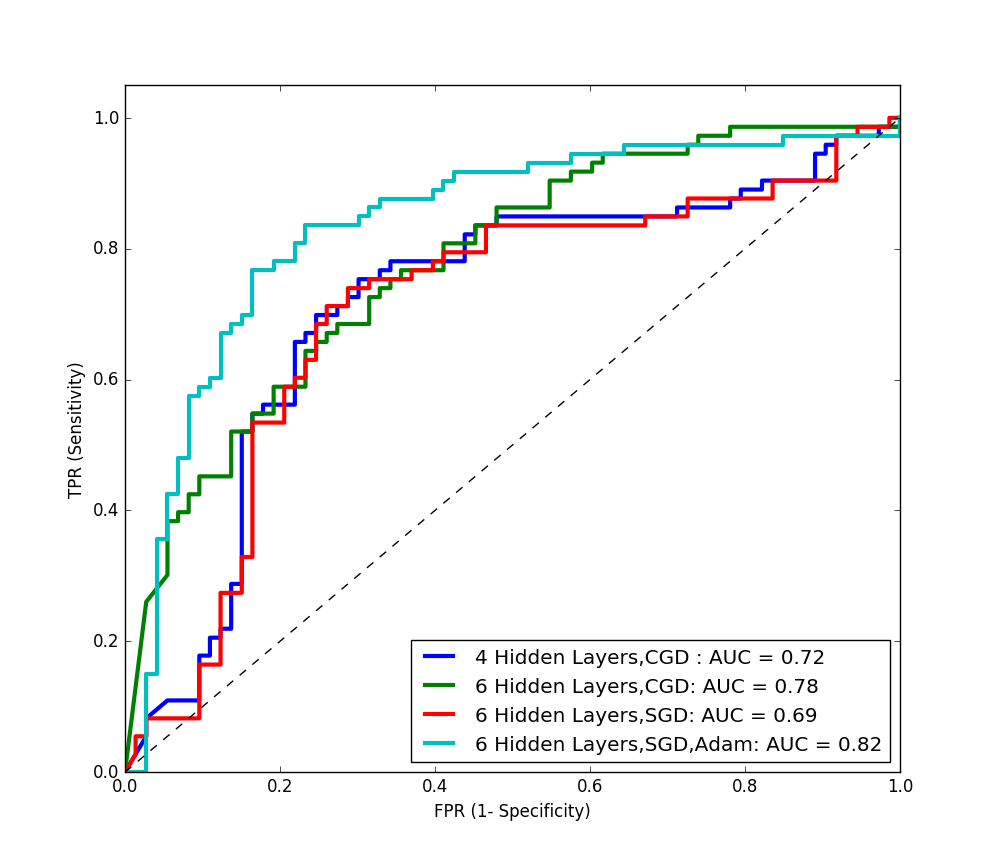 1.0
0.8
0.6
0.4
0.2
0.0
TPR (Sensitivity)
4 Hidden Layers,CGD : AUC = 0.72
6 Hidden Layers,CGD: AUC = 0.78
6 Hidden Layers,SGD: AUC = 0.69
6 Hidden Layers,SGD,Adam: AUC = 0.82
0.0 0.2 0.4 0.6 0.8 1.0
FPR (1- Specificity)